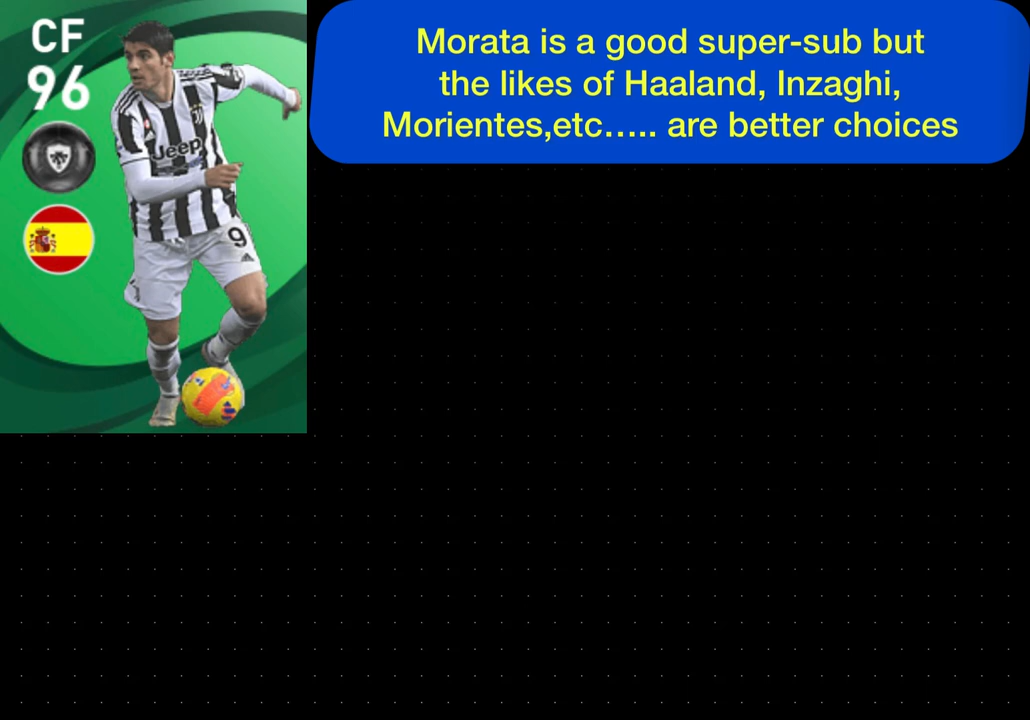 CF
96
Morata is a good super-sub but
the likes of Haaland, Inzaghi,
Morientes,etc..... are better choices
Jeep
9